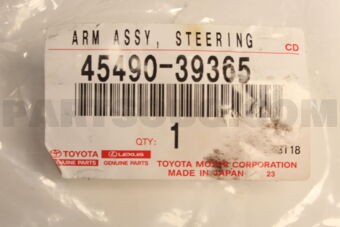 ARM ASSY, STEERING
CD
45490-39365
QTY:
1
TOYOTA
GENUINE PARTS
LEXUS
GENUINE PARTS
TOYOTA MOTOR CORPORATION
MADE IN JAPAN 23